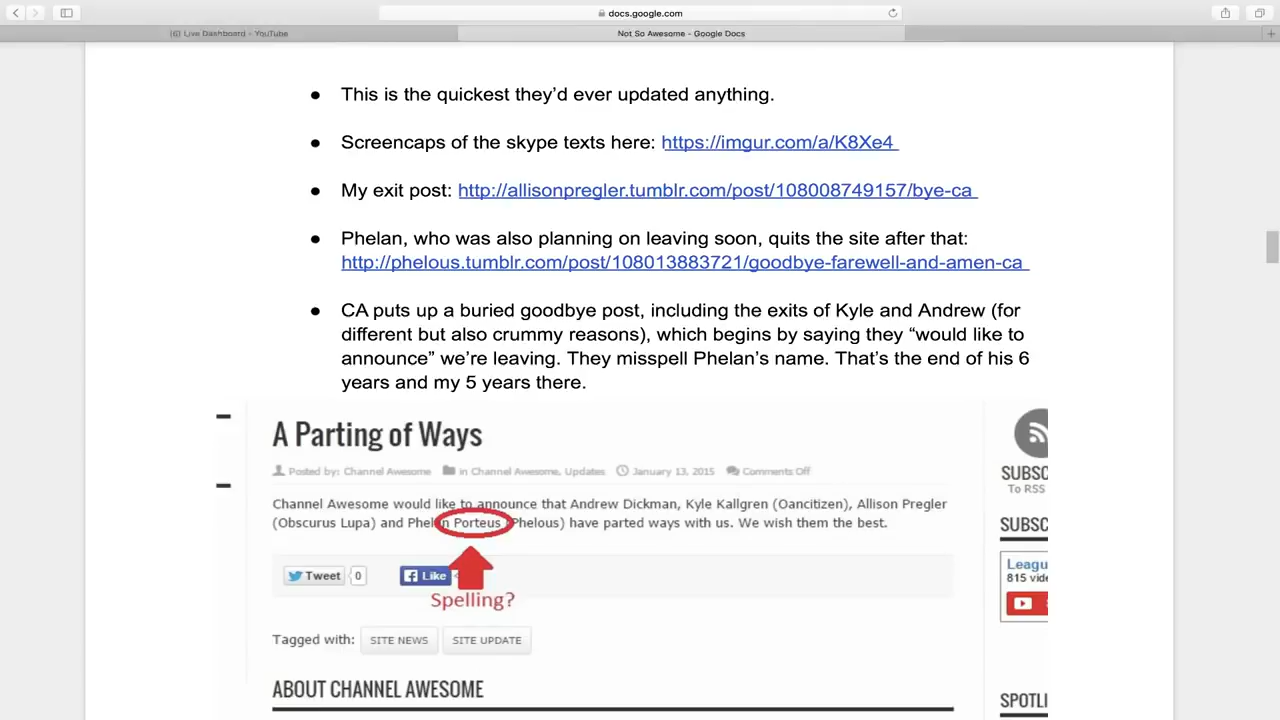 docs.google.com
(6) Live Dashboard - YouTube
Not So Awesome - Google Docs
● This is the quickest they’d ever updated anything.
● Screencaps of the skype texts here: https://imgur.com/a/K8Xe4
● My exit post: http://allisonpregler.tumblr.com/post/108008749157/bye-ca
● Phelan, who was also planning on leaving soon, quits the site after that:
http://phelous.tumblr.com/post/108013883721/goodbye-farewell-and-amen-ca
● CA puts up a buried goodbye post, including the exits of Kyle and Andrew (for
different but also crummy reasons), which begins by saying they “would like to
announce” we’re leaving. They misspell Phelan’s name. That’s the end of his 6
years and my 5 years there.
A Parting of Ways
Posted by: Channel Awesome in Channel Awesome, Updates January 13, 2015 Comments Off
Channel Awesome would like to announce that Andrew Dickman, Kyle Kallgren (Oancitizen), Allison Pregler
(Obscurus Lupa) and Phelan Porteus (Phelous) have parted ways with us. We wish them the best.
Tweet 0 Like
Spelling?
Tagged with: SITE NEWS SITE UPDATE
ABOUT CHANNEL AWESOME
SUBSC
To RSS
SUBSC
Leagu
815 vide
SPOTLI